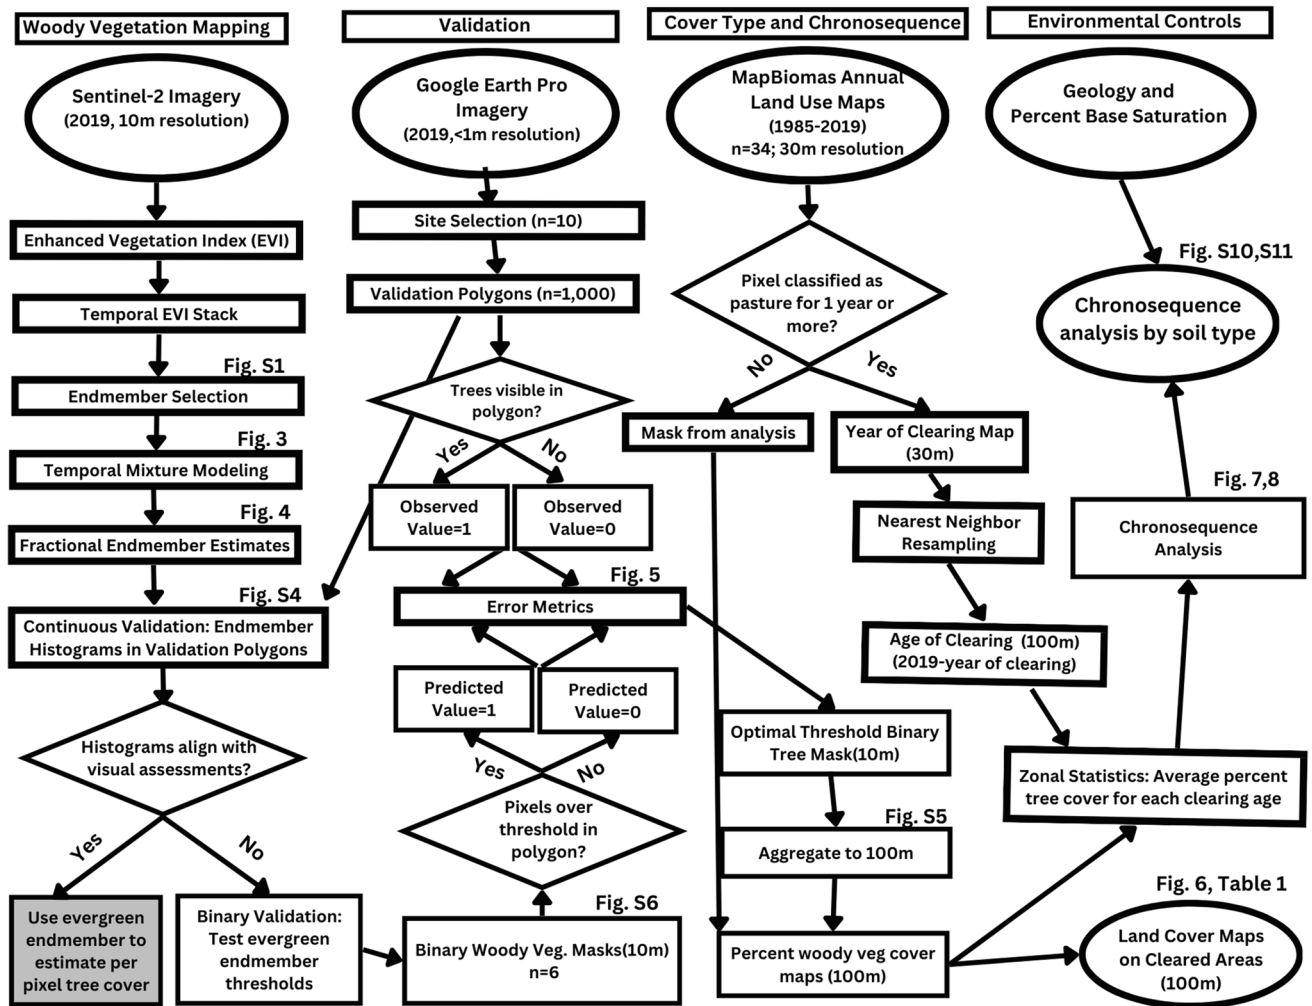 Woody Vegetation Mapping
Sentinel-2 Imagery
(2019, 10m resolution)
Enhanced Vegetation Index (EVI)
Temporal EVI Stack
Fig. S1
Endmember Selection
Fig. 3
Temporal Mixture Modeling
Fig. 4
Fractional Endmember Estimates
Fig. S4
Continuous Validation: Endmember
Histograms in Validation Polygons
Histograms align with
visual assessments?
Yes
No
Use evergreen
endmember to
estimate per
pixel tree cover
Binary Validation:
Test evergreen
endmember
thresholds
Validation
Google Earth Pro
Imagery
(2019,<1m resolution)
Site Selection (n=10)
Validation Polygons (n=1,000)
Trees visible in
polygon?
Yes
No
Observed
Value=1
Observed
Value=0
Fig. 5
Error Metrics
Predicted
Value=1
Predicted
Value=0
Yes
No
Pixels over
threshold in
polygon?
Fig. S6
Binary Woody Veg. Masks(10m)
n=6
Cover Type and Chronosequence
MapBiomas Annual
Land Use Maps
(1985-2019)
n=34; 30m resolution
Pixel classified as
pasture for 1 year or
more?
No
Yes
Mask from analysis
Year of Clearing Map
(30m)
Nearest Neighbor
Resampling
Age of Clearing (100m)
(2019-year of clearing)
Optimal Threshold Binary
Tree Mask(10m)
Fig. S5
Aggregate to 100m
Percent woody veg cover
maps (100m)
Environmental Controls
Geology and
Percent Base Saturation
Fig. S10,S11
Chronosequence
analysis by soil type
Fig. 7,8
Chronosequence
Analysis
Zonal Statistics: Average percent
tree cover for each clearing age
Fig. 6, Table 1
Land Cover Maps
on Cleared Areas
(100m)